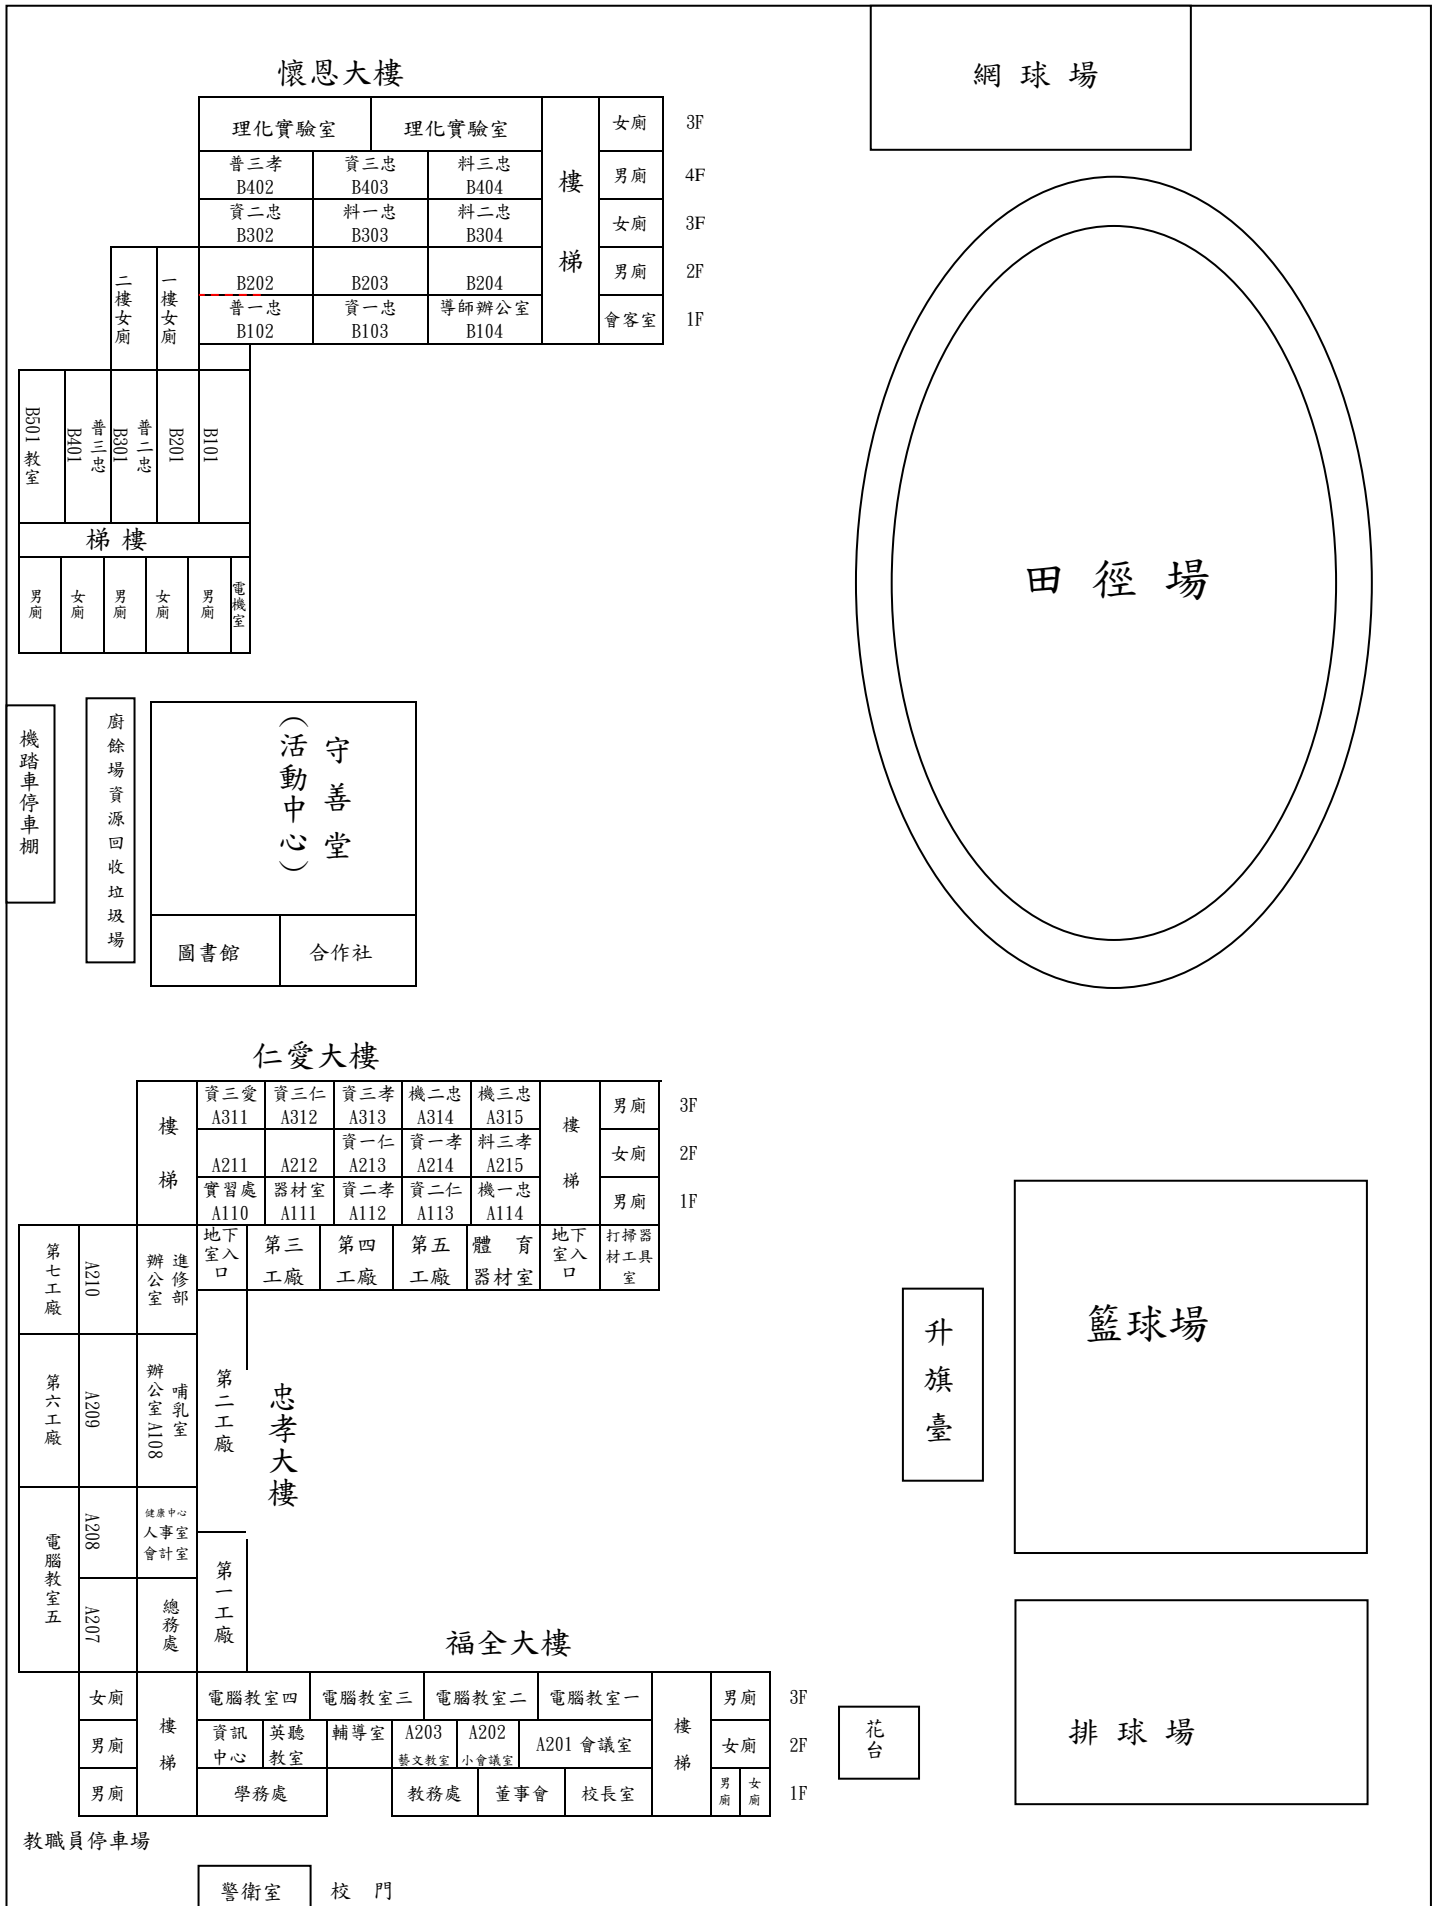 懷恩大樓
網 球 場
理化實驗室
理化實驗室
女廁
3F
普三孝
B402
資三忠
B403
料三忠
B404
樓
梯
男廁
4F
資二忠
B302
料一忠
B303
料二忠
B304
女廁
3F
B202
B203
B204
男廁
2F
普一忠
B102
資一忠
B103
導師辦公室
B104
會客室
1F
二樓女廁
一樓女廁
B501 教室
普三忠
B401
普二忠
B301
B201
B101
梯 樓
男廁
女廁
男廁
女廁
男廁
電機室
田 徑 場
機踏車停車棚
廚餘場資源回收垃圾場
守善堂
(活動中心)
圖書館
合作社
仁愛大樓
樓
梯
資三愛
A311
資三仁
A312
資三孝
A313
機二忠
A314
機三忠
A315
樓
梯
男廁
3F
A211
A212
資一仁
A213
資一孝
A214
料三孝
A215
女廁
2F
實習處
A110
器材室
A111
資二孝
A112
資二仁
A113
機一忠
A114
男廁
1F
第七工廠
A210
進修部
辦公室
地下
室入
口
第三
工廠
第四
工廠
第五
工廠
體 育
器材室
地下
室入
口
打掃器
材工具
室
第六工廠
A209
哺乳室
辦公室 A108
第二工廠
忠孝大樓
升旗臺
籃球場
電腦教室五
A208
健康中心
人事室
會計室
A207
總務處
第一工廠
福全大樓
女廁
樓
梯
電腦教室四
電腦教室三
電腦教室二
電腦教室一
樓
梯
男廁
3F
男廁
資訊
中心
英聽
教室
輔導室
A203
藝文教室
A202
小會議室
A201 會議室
女廁
2F
男廁
學務處
教務處
董事會
校長室
男廁
女廁
1F
花台
排 球 場
教職員停車場
警衛室
校 門